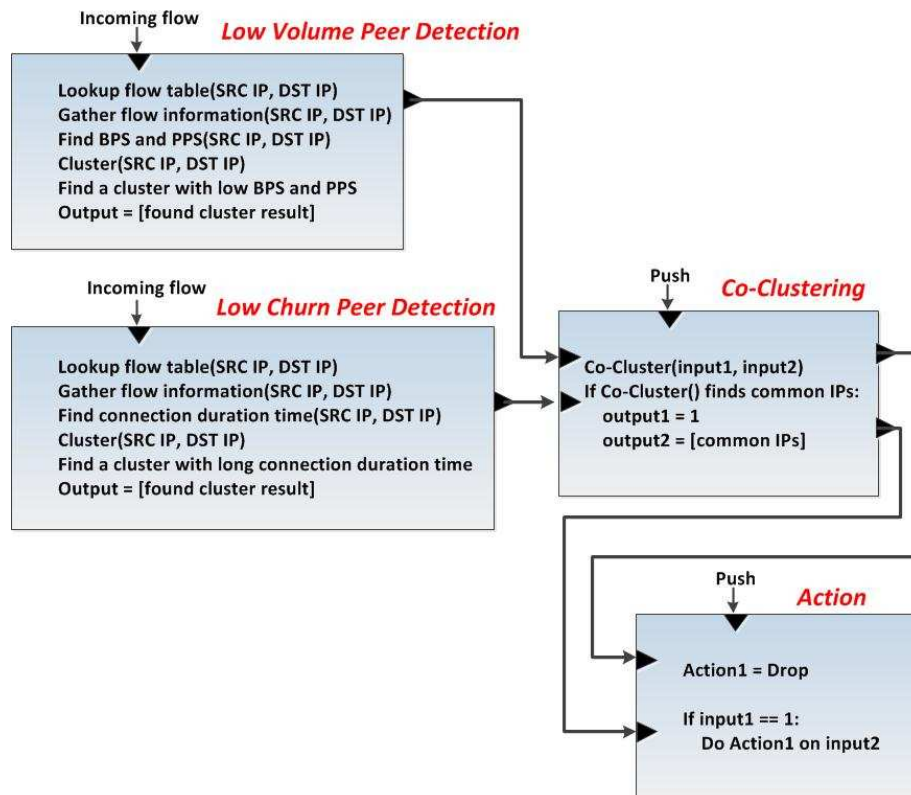 Incoming flow
Low Volume Peer Detection
Lookup flow table(SRC IP, DST IP)
Gather flow information(SRC IP, DST IP)
Find BPS and PPS(SRC IP, DST IP)
Cluster(SRC IP, DST IP)
Find a cluster with low BPS and PPS
Output = [found cluster result]
Incoming flow
Low Churn Peer Detection
Lookup flow table(SRC IP, DST IP)
Gather flow information(SRC IP, DST IP)
Find connection duration time(SRC IP, DST IP)
Cluster(SRC IP, DST IP)
Find a cluster with long connection duration time
Output = [found cluster result]
Push
Co-Clustering
Co-Cluster(input1, input2)
If Co-Cluster() finds common IPs:
output1 = 1
output2 = [common IPs]
Push
Action
Action1 = Drop
If input1 == 1:
Do Action1 on input2